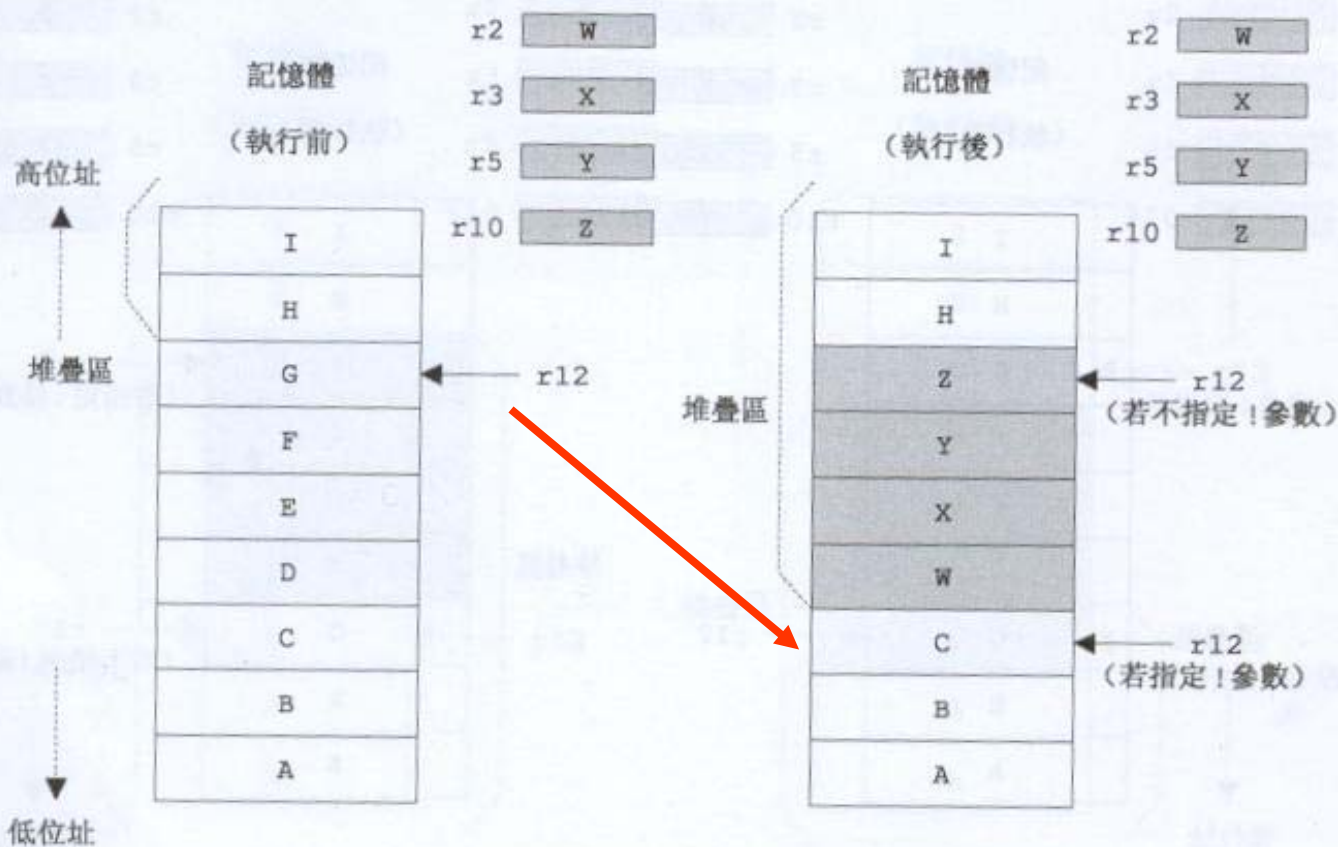 記憶體
(執行前)
r2 W
r3 X
r5 Y
r10 Z
高位址
堆疊區
低位址
I
H
G
F
E
D
C
B
A
r12
記憶體
(執行後)
r2 W
r3 X
r5 Y
r10 Z
堆疊區
I
H
Z
Y
X
W
C
B
A
r12
(若不指定!參數)
r12
(若指定!參數)